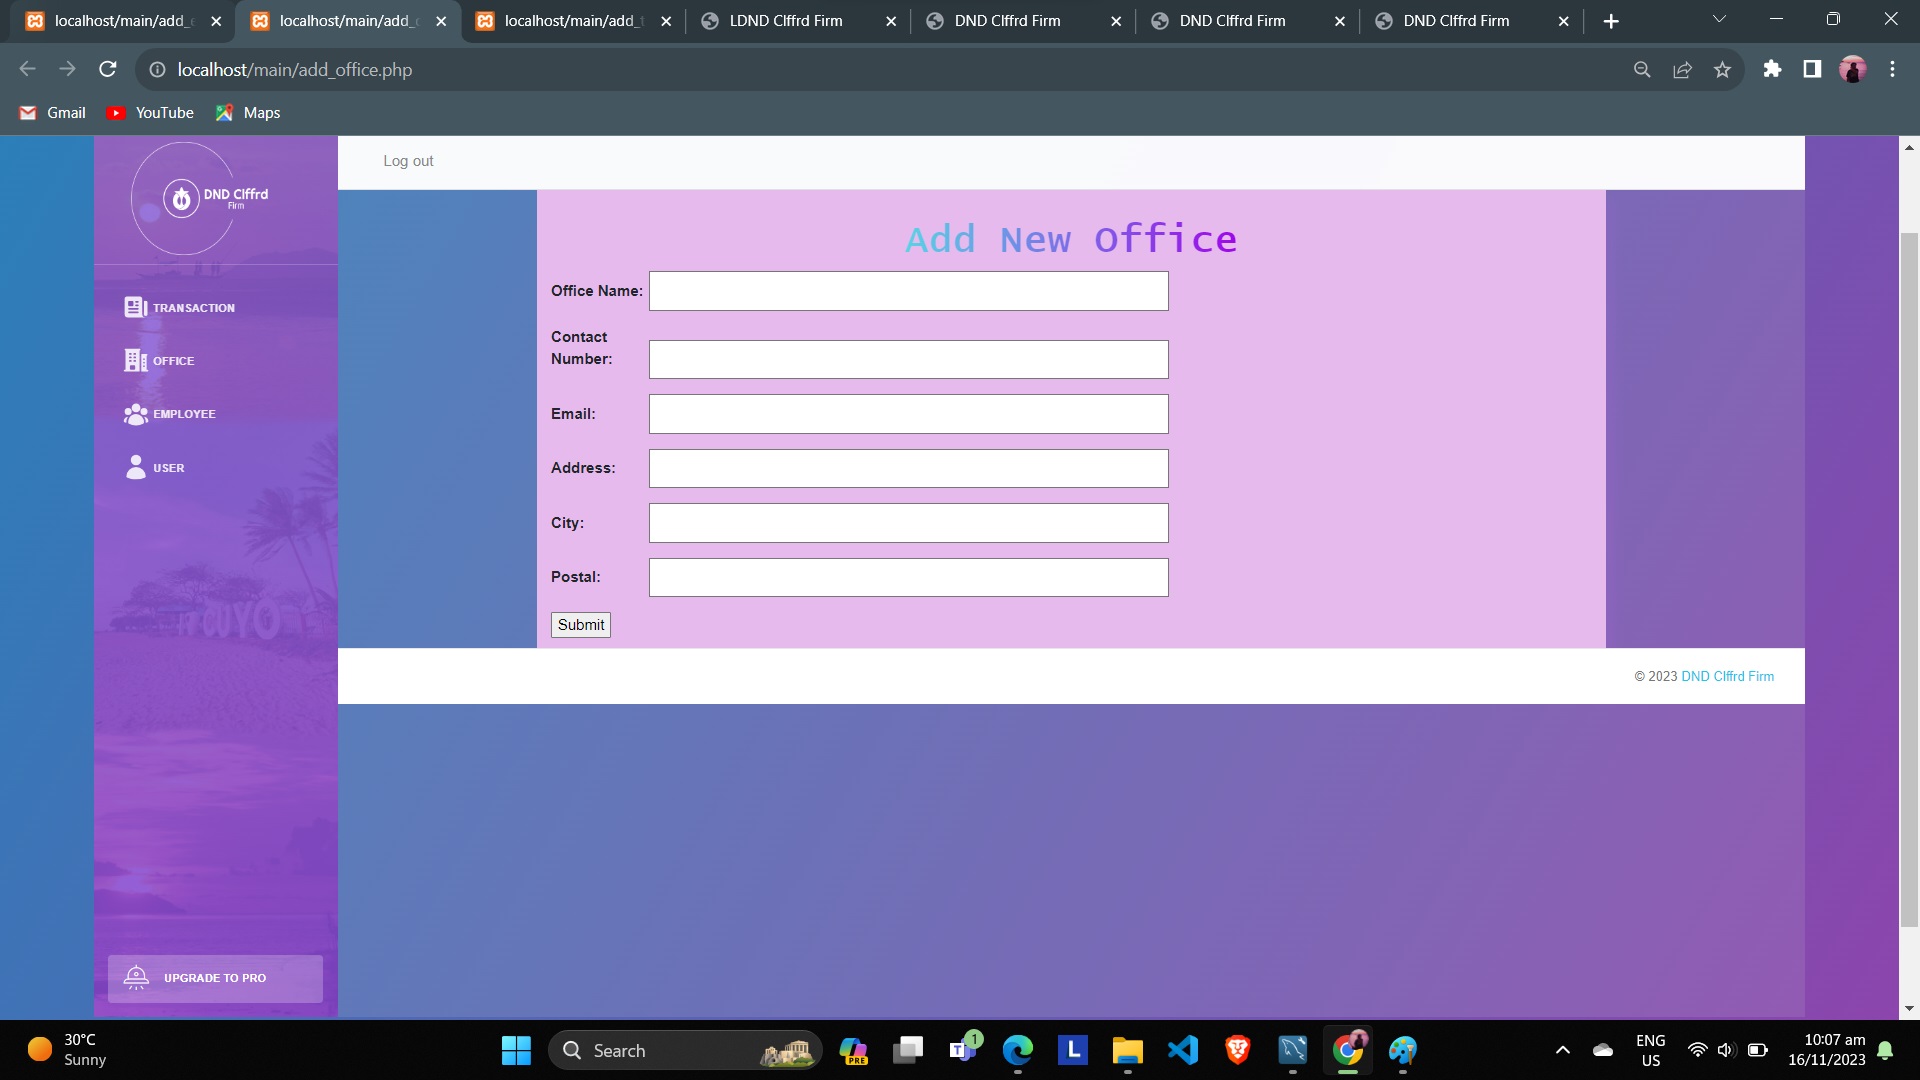 localhost/main/add_
localhost/main/add_
localhost/main/add_
LDND Clffrd Firm
DND Clffrd Firm
DND Clffrd Firm
DND Clffrd Firm
localhost/main/add_office.php
Gmail
YouTube
Maps
DND Clffrd
Firm
Log out
Add New Office
TRANSACTION
OFFICE
EMPLOYEE
USER
CUYO
UPGRADE TO PRO
Office Name:
Contact
Number:
Email:
Address:
City:
Postal:
Submit
© 2023 DND Clffrd Firm
30°C
Sunny
Search
PRE
1
T
L
ENG
US
10:07 am
16/11/2023